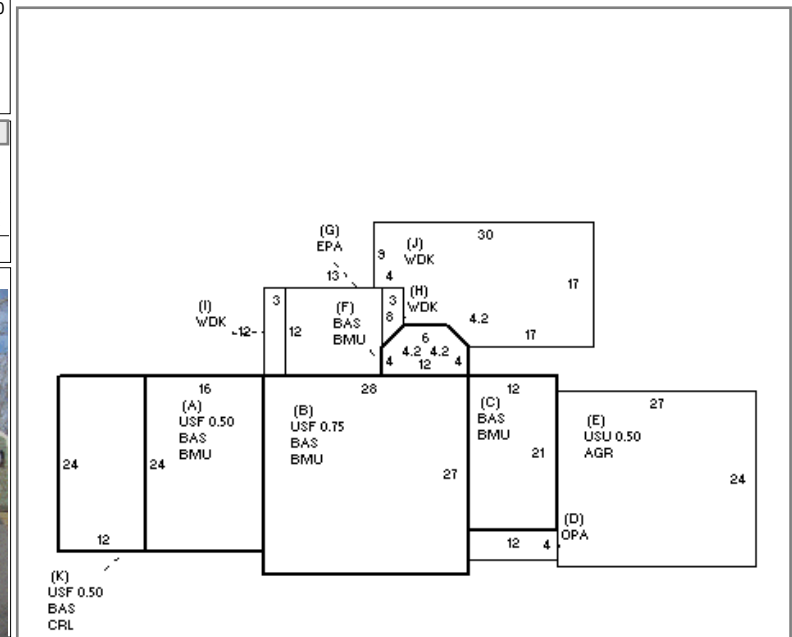 30
(G)
EPA
(J)
WDK
9
4
13
17
(I)
WDK
3
3
(H)
WDK
(F)
BAS
BMU
8
4.2
12
12
17
6
4.2 4.2
4
12
4
16
28
12
27
(A)
USF 0.50
BAS
BMU
(B)
USF 0.75
BAS
BMU
(C)
BAS
BMU
(E)
USU 0.50
AGR
24
24
27
21
24
(D)
OPA
12
12
4
(K)
USF 0.50
BAS
CRL